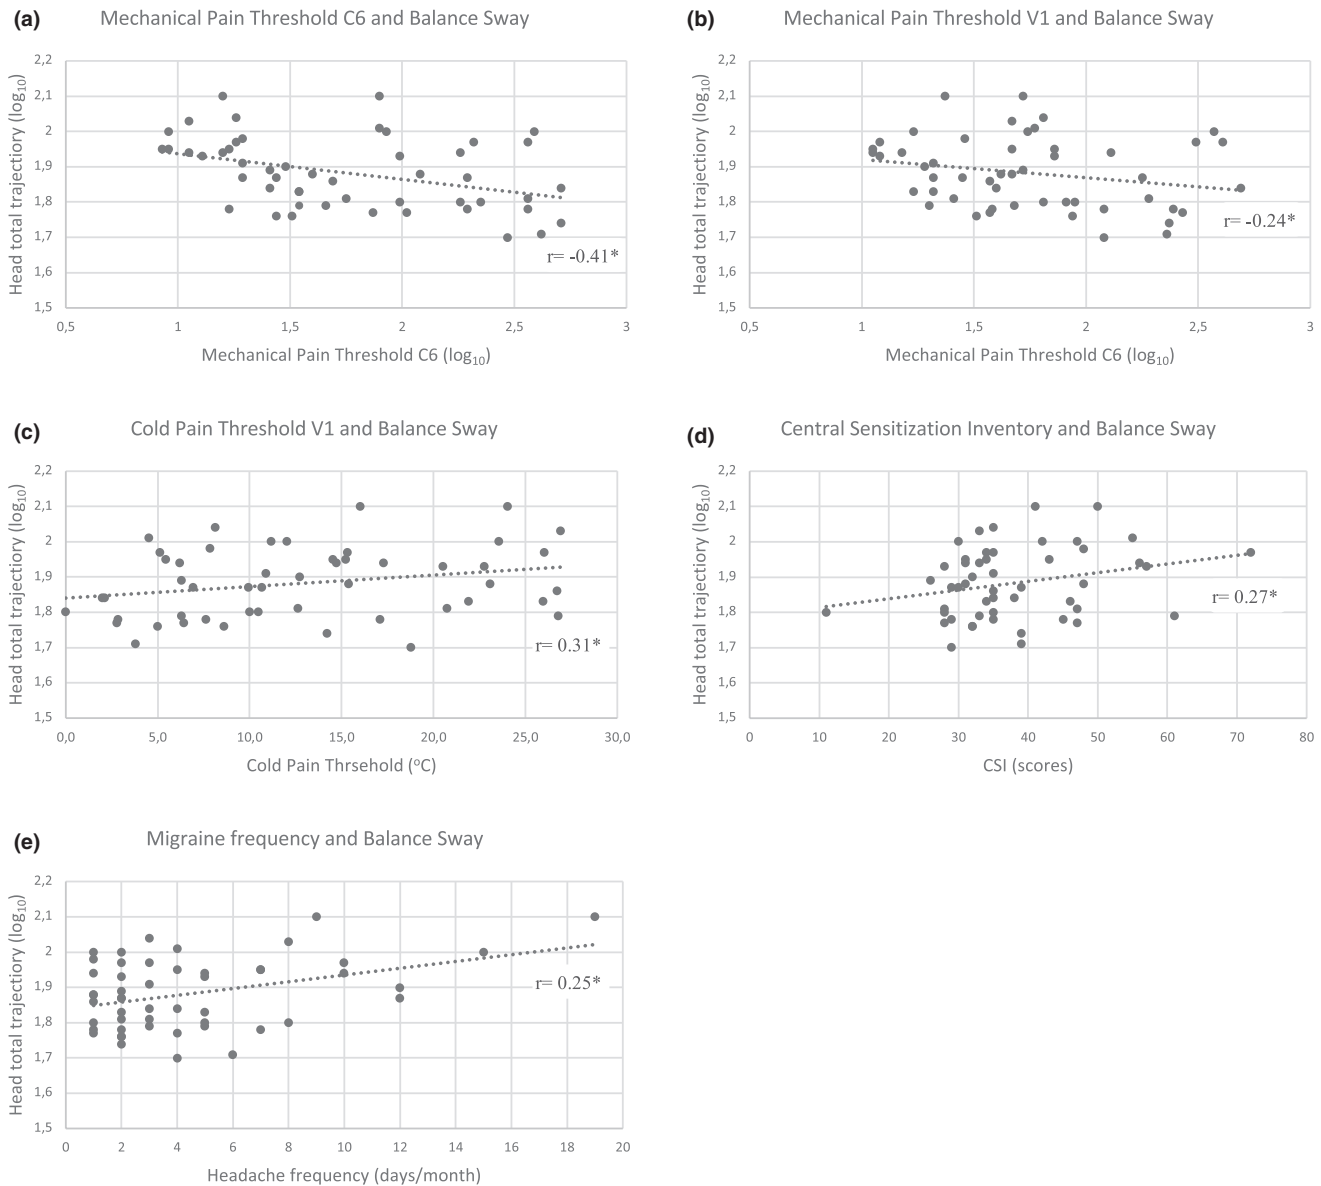 (a)
Mechanical Pain Threshold C6 and Balance Sway
Head total trajectiory (log10)
2,2
2,1
2
1,9
1,8
1,7
1,6
1,5
r= -0.41*
0,5 1 1,5 2 2,5 3
Mechanical Pain Threshold C6 (log10)
(b)
Mechanical Pain Threshold V1 and Balance Sway
Head total trajectiory (log10)
2,2
2,1
2
1,9
1,8
1,7
1,6
1,5
r= -0.24*
0,5 1 1,5 2 2,5 3
Mechanical Pain Threshold C6 (log10)
(c)
Cold Pain Threshold V1 and Balance Sway
Head total trajectiory (log10)
2,2
2,1
2
1,9
1,8
1,7
1,6
1,5
r= 0.31*
0,0 5,0 10,0 15,0 20,0 25,0 30,0
Cold Pain Thrsehold (°C)
(d)
Central Sensitization Inventory and Balance Sway
Head total trajectiory (log10)
2,2
2,1
2
1,9
1,8
1,7
1,6
1,5
r= 0.27*
0 10 20 30 40 50 60 70 80
CSI (scores)
(e)
Migraine frequency and Balance Sway
Head total trajectiory (log10)
2,2
2,1
2
1,9
1,8
1,7
1,6
1,5
r= 0.25*
0 2 4 6 8 10 12 14 16 18 20
Headache frequency (days/month)